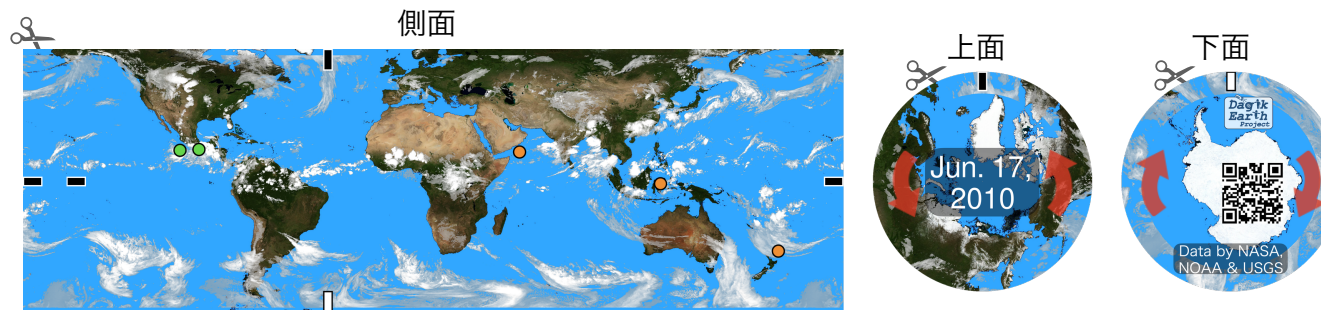 側面
上面
下面
Jun. 17,
2010
Dagik
Earth
Project
Data by NASA,
NOAA & USGS